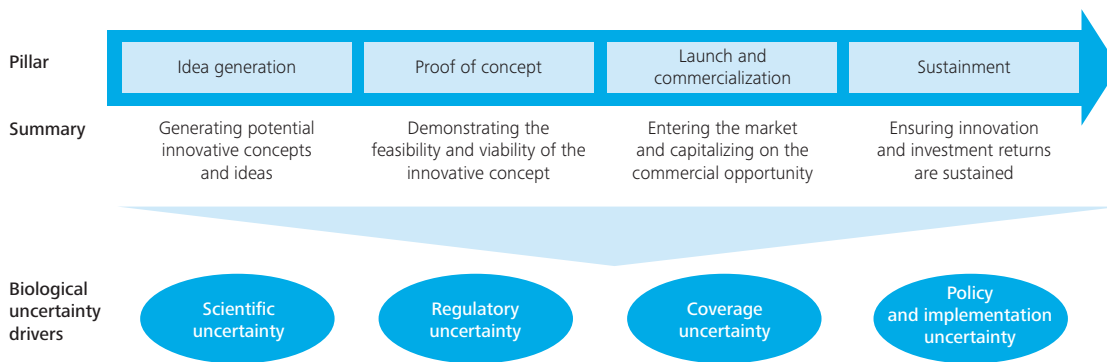 Pillar
Idea generation
Proof of concept
Launch and
commercialization
Sustainment
Summary
Generating potential
innovative concepts
and ideas
Demonstrating the
feasibility and viability of the
innovative concept
Entering the market
and capitalizing on the
commercial opportunity
Ensuring innovation
and investment returns
are sustained
Biological
uncertainty
drivers
Scientific
uncertainty
Regulatory
uncertainty
Coverage
uncertainty
Policy
and implementation
uncertainty